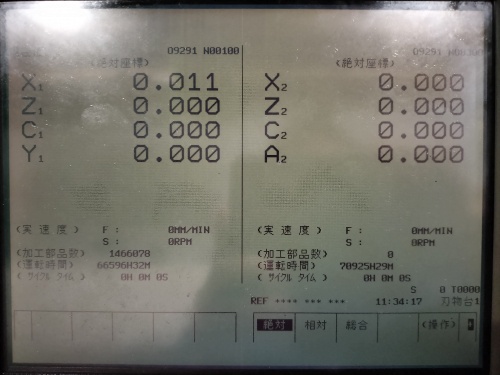 O9291 N00100
(絶対座標)
X1 0.011
Z1 0.000
C1 0.000
Y1 0.000
(実 速 度) F : 0MM/MIN
S : 0RPM
(加工部品数) 1466078
(運転時間) 66596H32M
(サイクル タイム) 0H 0M 0S
O9291
(絶対座標)
X2 0.000
Z2 0.000
C2 0.000
A2 0.000
(実 速 度) F : 0MM/MIN
S : 0RPM
(加工部品数) 0
(運転時間) 70925H29M
(サイクル タイム) 0H 0M 0S
S 0 T0000
REF **** *** *** 11:34:17 刃物台1
絶対 相対 総合 (操作)